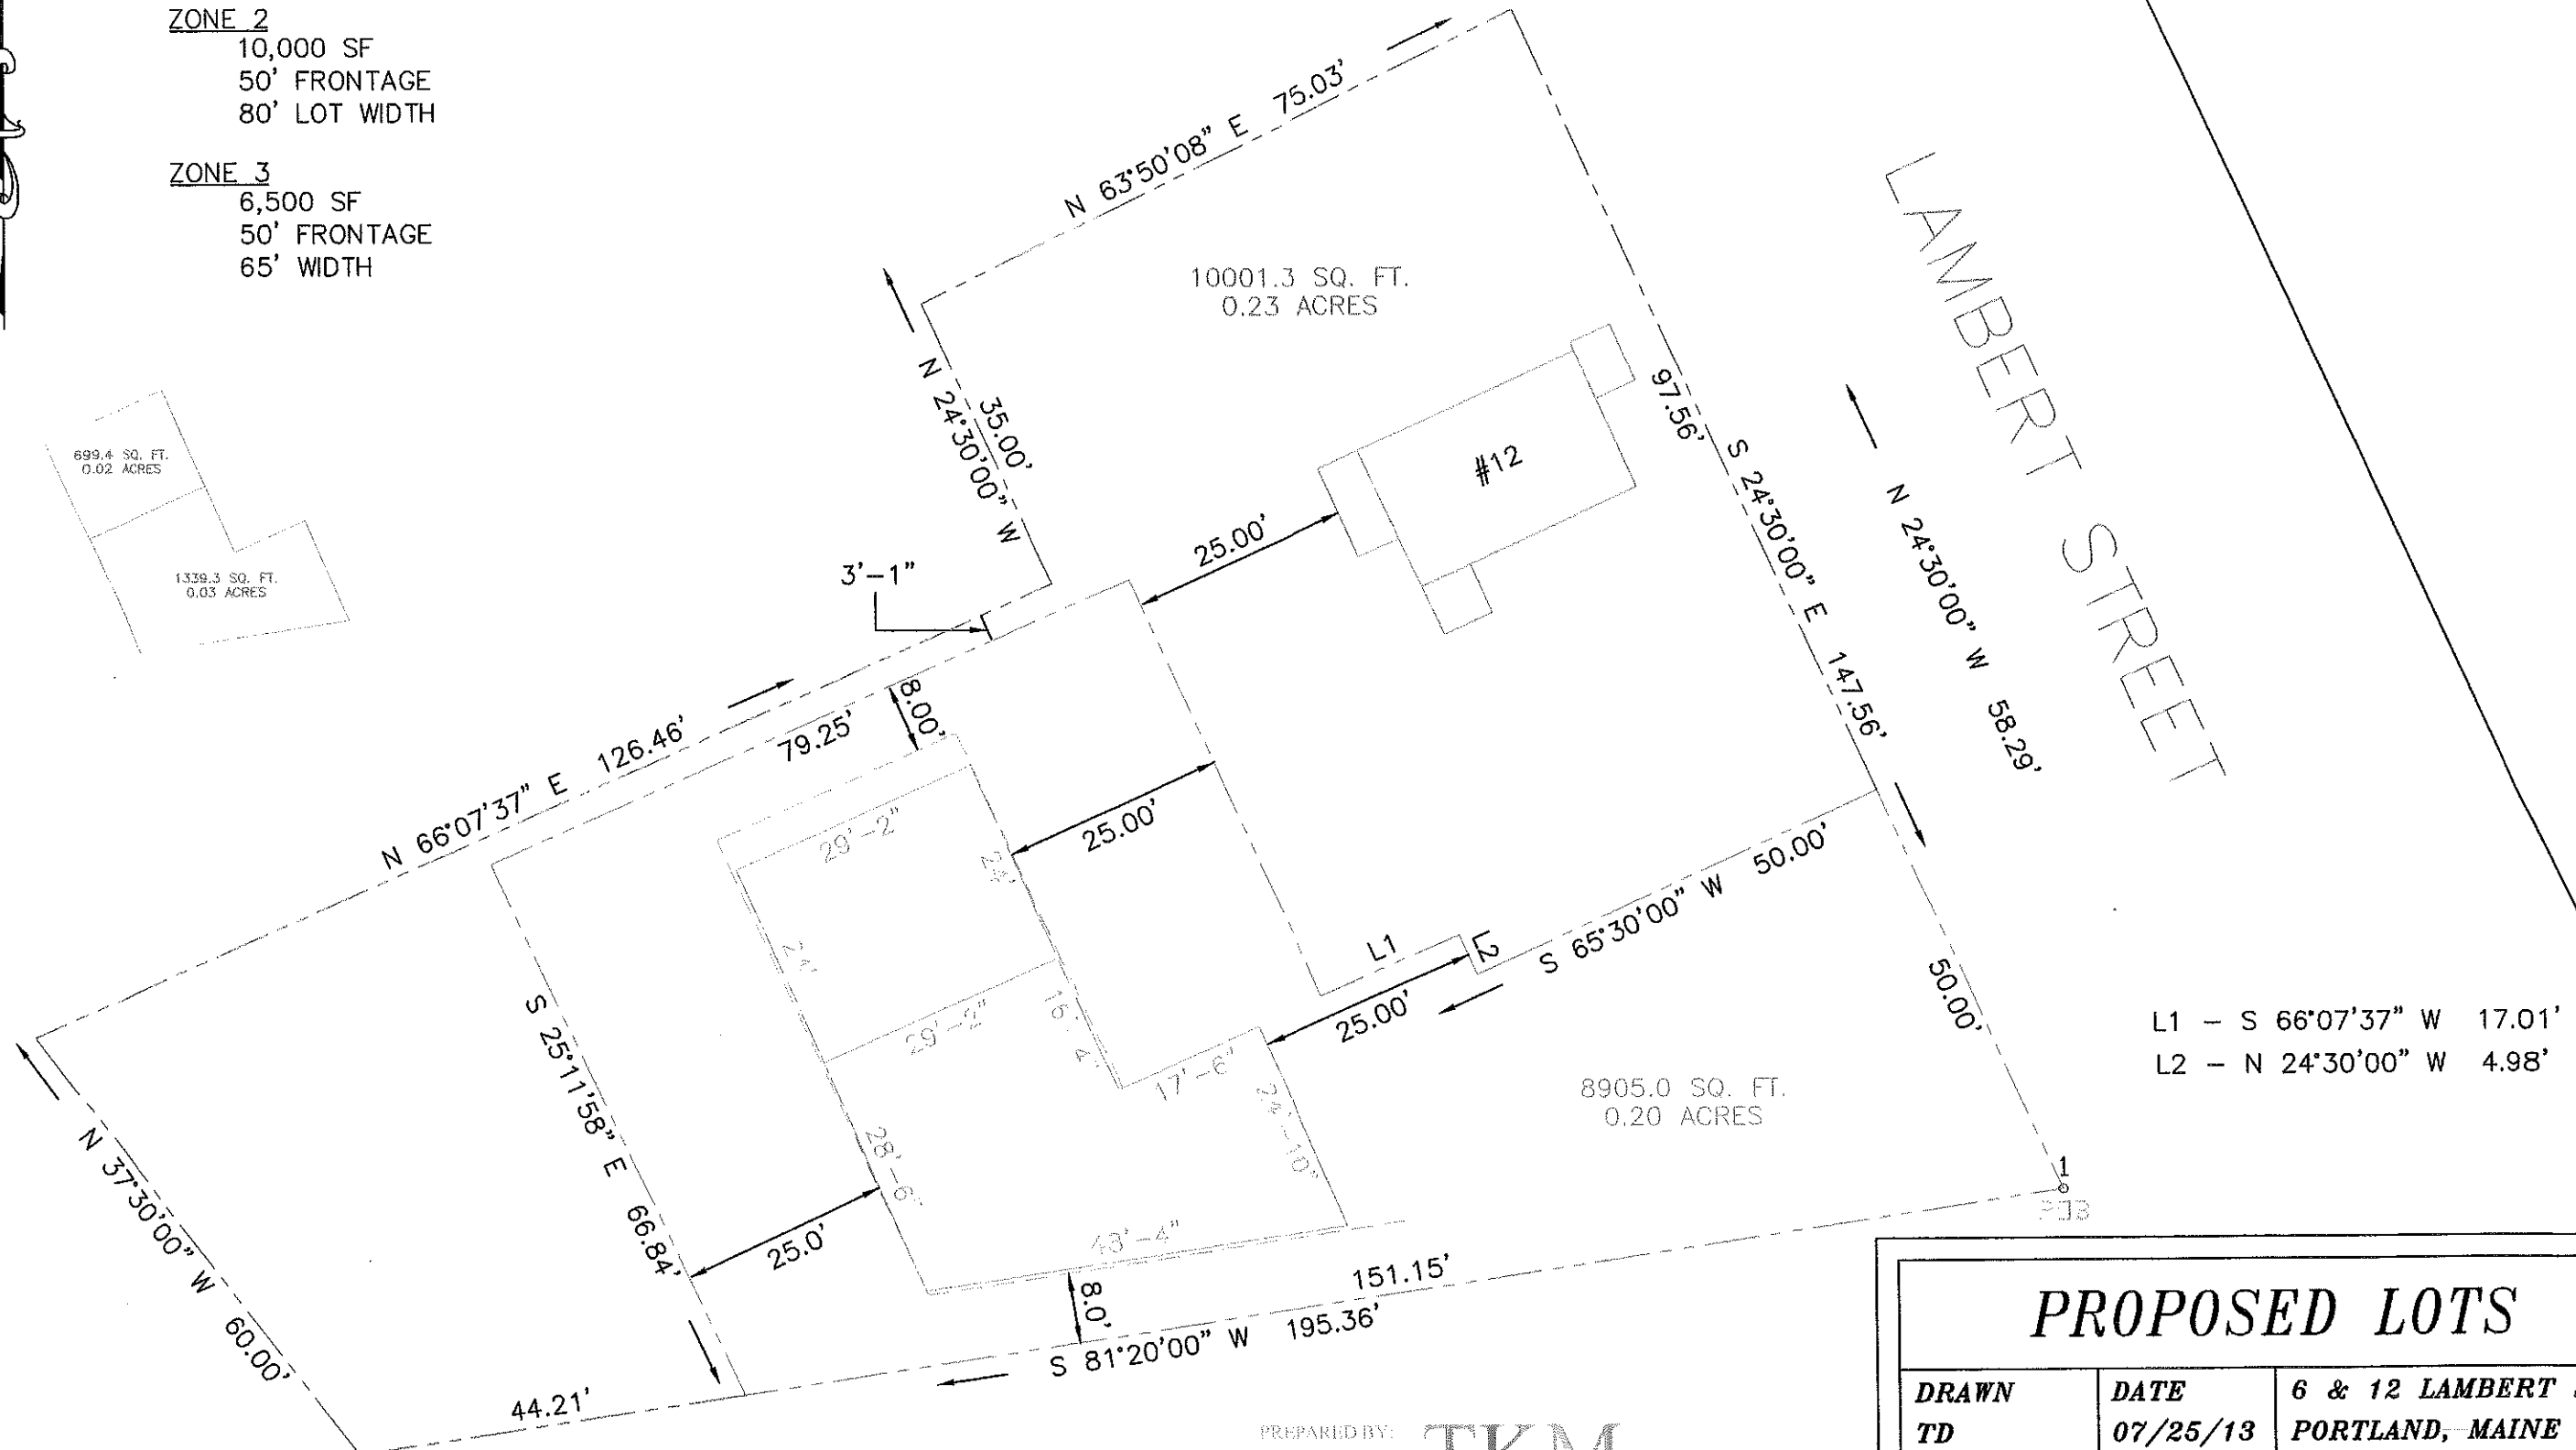 ZONE 2
10,000 SF
50' FRONTAGE
80' LOT WIDTH
ZONE 3
6,500 SF
50' FRONTAGE
65' WIDTH
N 63°50'08" E 75.03'
10001.3 SQ. FT.
0.23 ACRES
LAMBERT STREET
N 24°30'00" W
35.00'
97.56'
#12
S 24°30'00" E 147.56'
N 24°30'00" W 58.29'
699.4 SQ. FT.
0.02 ACRES
1339.3 SQ. FT.
0.03 ACRES
3'-1"
25.00'
N 66°07'37" E 126.46'
79.25'
8.00'
29'-2"
24'
25.00'
24'
L1
L2
S 65°30'00" W 50.00'
50.00'
25.00'
29'-2"
16'-4"
17'-6"
24'-10"
S 25°11'58" E 66.84'
28'-6"
25.0'
43'-4"
8.0'
8905.0 SQ. FT.
0.20 ACRES
L1 - S 66°07'37" W 17.01'
L2 - N 24°30'00" W 4.98'
1
POB
N 37°30'00" W 60.00'
151.15'
S 81°20'00" W 195.36'
44.21'
PREPARED BY: TKM
PROPOSED LOTS
DRAWN
TD
DATE
07/25/13
6 & 12 LAMBERT
PORTLAND, MAINE